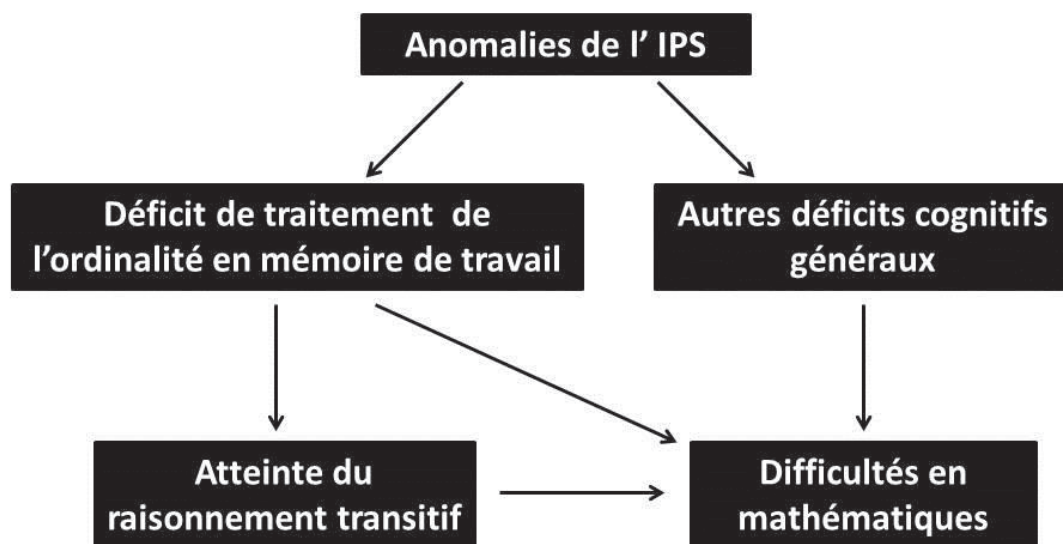 Anomalies de l' IPS
Déficit de traitement de
l'ordinalité en mémoire de travail
Autres déficits cognitifs
généraux
Atteinte du
raisonnement transitif
Difficultés en
mathématiques